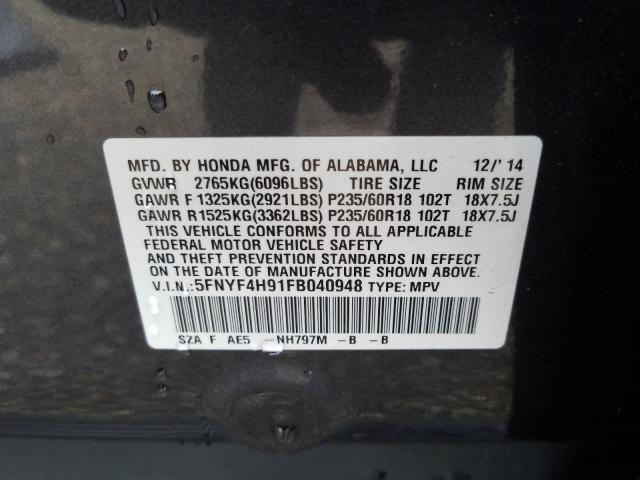 MFD. BY HONDA MFG. OF ALABAMA, LLC 12/'14
GVWR 2765KG(6096LBS) TIRE SIZE RIM SIZE
GAWR F 1325KG(2921LBS) P235/60R18 102T 18X7.5J
GAWR R1525KG(3362LBS) P235/60R18 102T 18X7.5J
THIS VEHICLE CONFORMS TO ALL APPLICABLE
FEDERAL MOTOR VEHICLE SAFETY
AND THEFT PREVENTION STANDARDS IN EFFECT
ON THE DATE OF MANUFACTURE SHOWN ABOVE.
V.I.N.:5FNYF4H91FB040948 TYPE: MPV
SZA F AE5 -NH797M -B -B